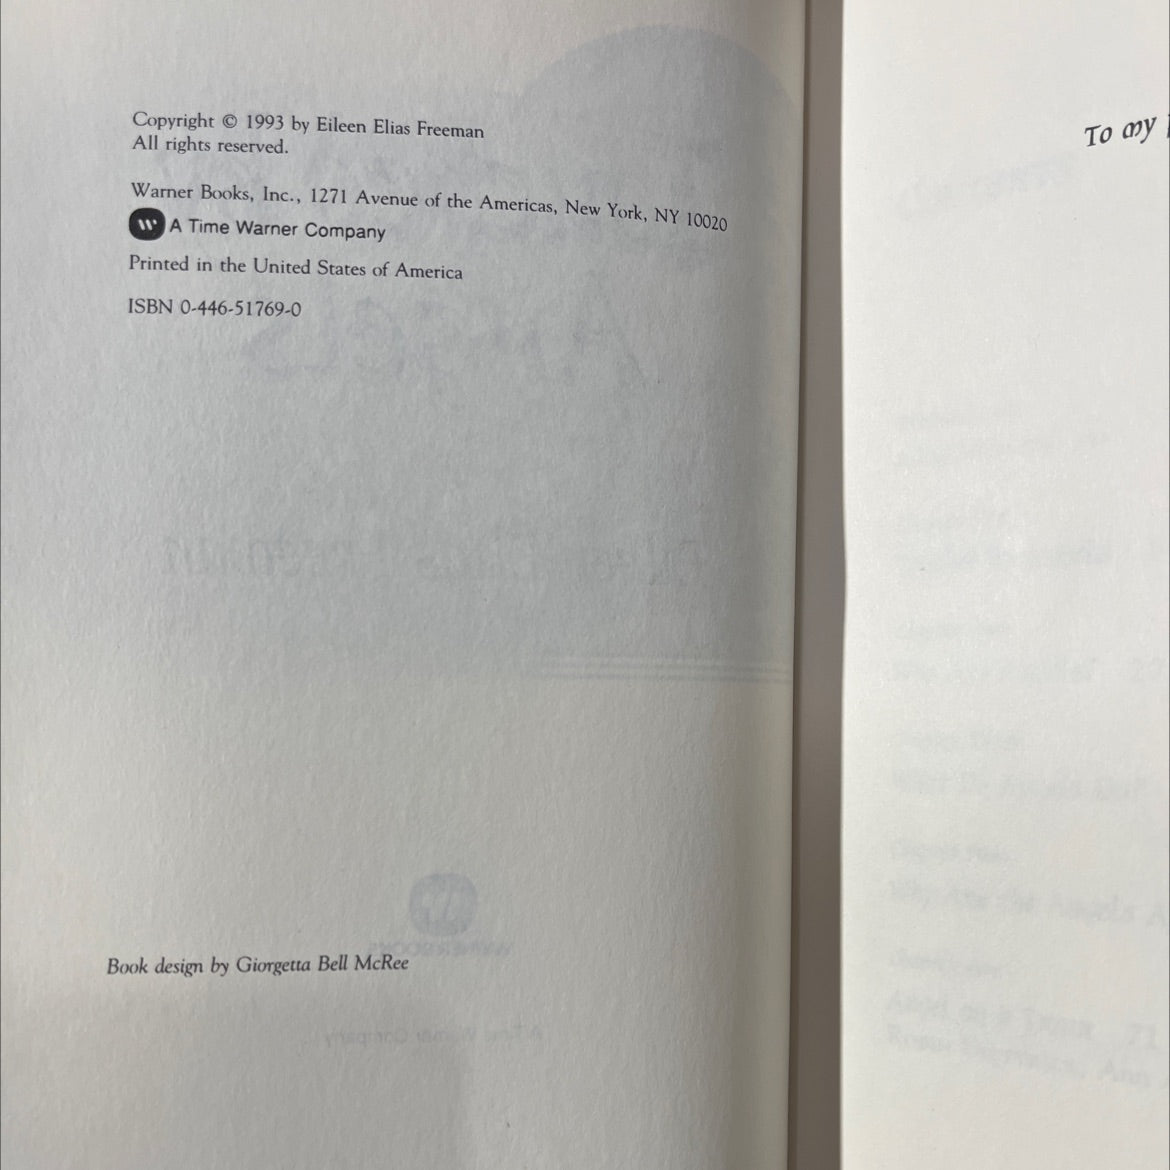 Copyright © 1993 by Eileen Elias Freeman
All rights reserved.
Warner Books, Inc., 1271 Avenue of the Americas, New York, NY 10020
W A Time Warner Company
Printed in the United States of America
ISBN 0-446-51769-0
Book design by Giorgetta Bell McRee
To my